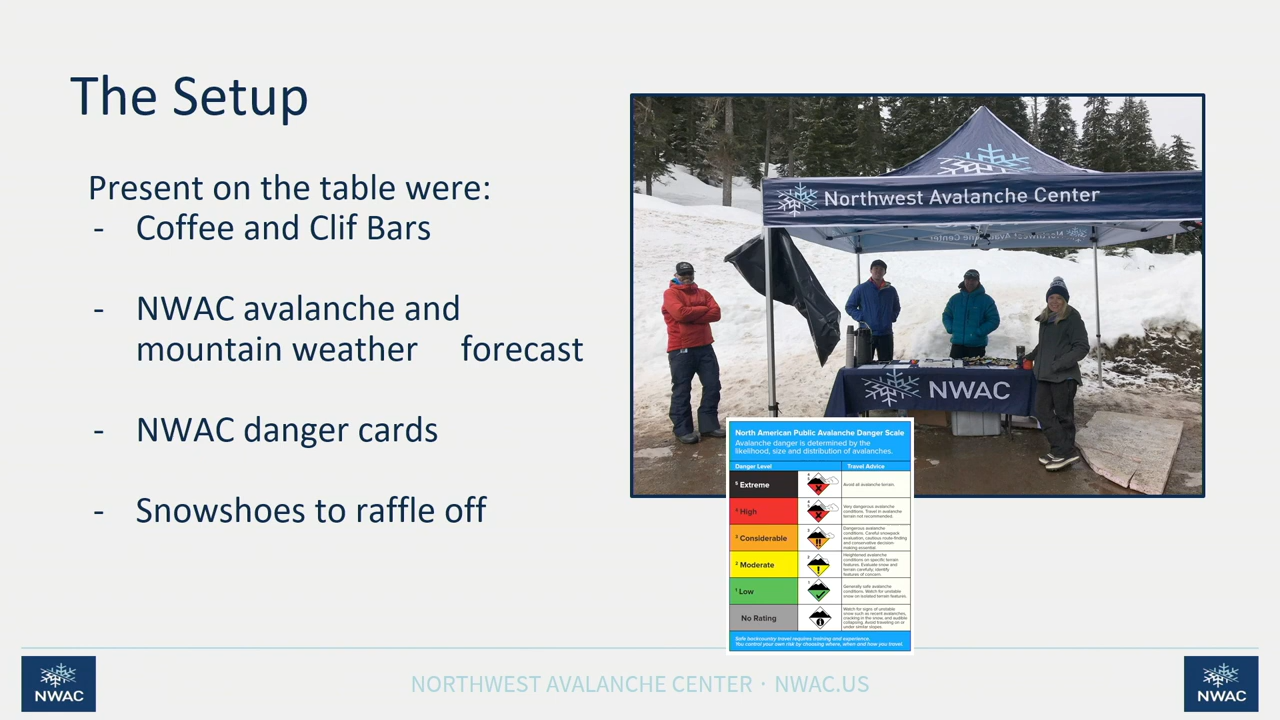 The Setup
Present on the table were:
- Coffee and Clif Bars
- NWAC avalanche and
mountain weather forecast
- NWAC danger cards
- Snowshoes to raffle off
Northwest Avalanche Center
NWAC
North American Public Avalanche Danger Scale
Avalanche danger is determined by the
likelihood, size and distribution of avalanches.
Danger Level Travel Advice
5 Extreme Avoid all avalanche terrain.
4 High Very dangerous avalanche
conditions. Travel in avalanche
terrain not recommended.
3 Considerable Dangerous avalanche
conditions. Careful snowpack
evaluation, cautious route-finding
and conservative decision
making essential
2 Moderate Heightened avalanche
conditions on specific terrain
features. Evaluate snow and
terrain carefully; identify
features of concern.
1 Low Generally safe avalanche
conditions. Watch for unstable
snow on isolated terrain features.
No Rating Watch for signs of unstable
snow such as recent avalanches,
cracking in the snow, and audible
collapsing. Avoid traveling on or
under similar slopes.
Safe backcountry travel requires training and experience.
You control your own risk by choosing where, when and how you travel.
NWAC
NORTHWEST AVALANCHE CENTER · NWAC.US
NWAC